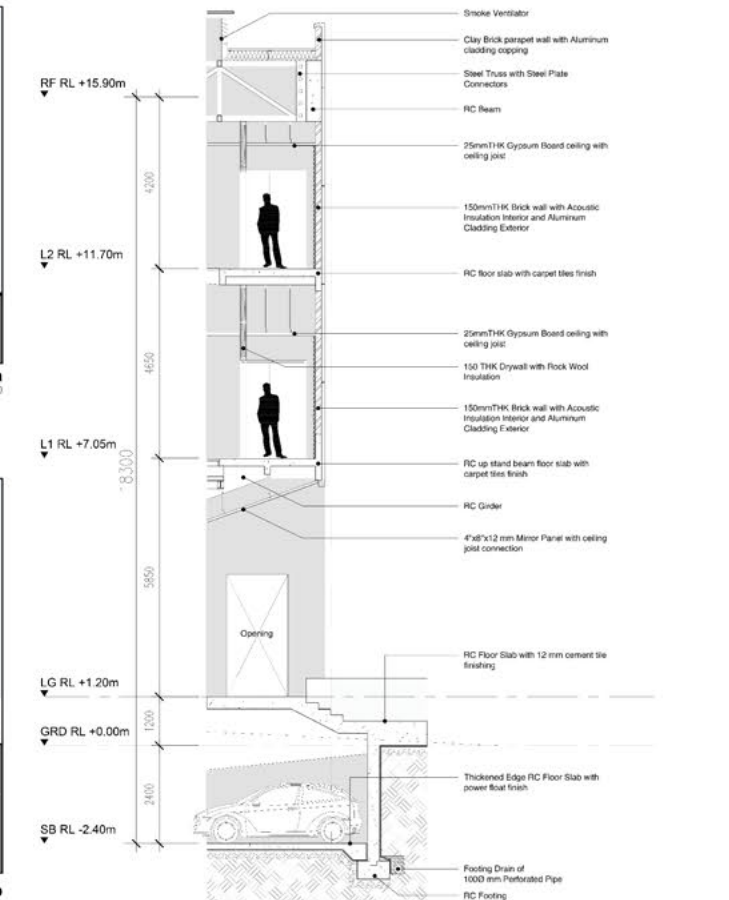 Smoke Ventilator
Clay Brick parapet wall with Aluminum
cladding copping
Steel Truss with Steel Plate
Connectors
RF RL +15.90m
RC Beam
25mmTHK Gypsum Board ceiling with
ceiling joist
4200
150mmTHK Brick wall with Acoustic
Insulation Interior and Aluminum
Cladding Exterior
L2 RL +11.70m
RC floor slab with carpet tiles finish
25mmTHK Gypsum Board ceiling with
ceiling joist
4650
150 THK Drywall with Rock Wool
Insulation
150mmTHK Brick wall with Acoustic
Insulation Interior and Aluminum
Cladding Exterior
L1 RL +7.05m
18300
RC up stand beam floor slab with
carpet tiles finish
RC Girder
4"x8"x12 mm Mirror Panel with ceiling
joist connection
5850
Opening
RC Floor Slab with 12 mm cement tile
finishing
LG RL +1.20m
1200
GRD RL +0.00m
2400
Thickened Edge RC Floor Slab with
power float finish
SB RL -2.40m
Footing Drain of
100Ø mm Perforated Pipe
RC Footing